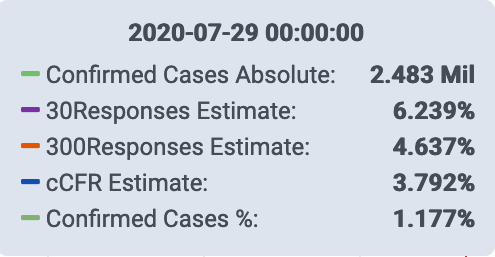 2020-07-29 00:00:00
Confirmed Cases Absolute: 2.483 Mil
30Responses Estimate: 6.239%
300Responses Estimate: 4.637%
cCFR Estimate: 3.792%
Confirmed Cases %: 1.177%